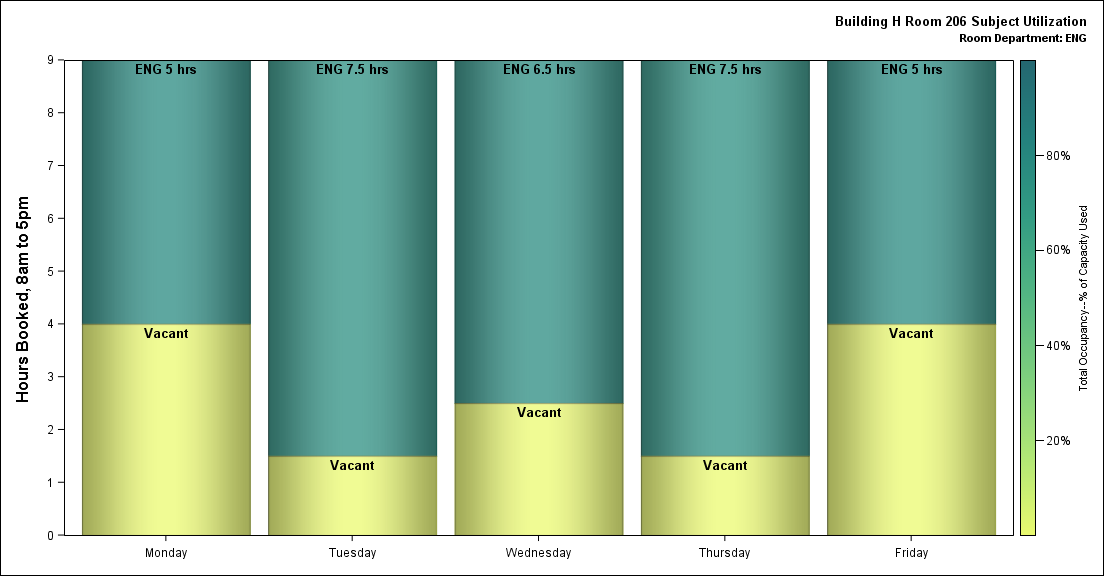 Building H Room 206 Subject Utilization
Room Department: ENG
Hours Booked, 8am to 5pm
9
8
7
6
5
4
3
2
1
0
ENG 5 hrs
ENG 7.5 hrs
ENG 6.5 hrs
ENG 7.5 hrs
ENG 5 hrs
Vacant
Vacant
Vacant
Vacant
Vacant
Monday
Tuesday
Wednesday
Thursday
Friday
80%
60%
40%
20%
Total Occupancy--% of Capacity Used